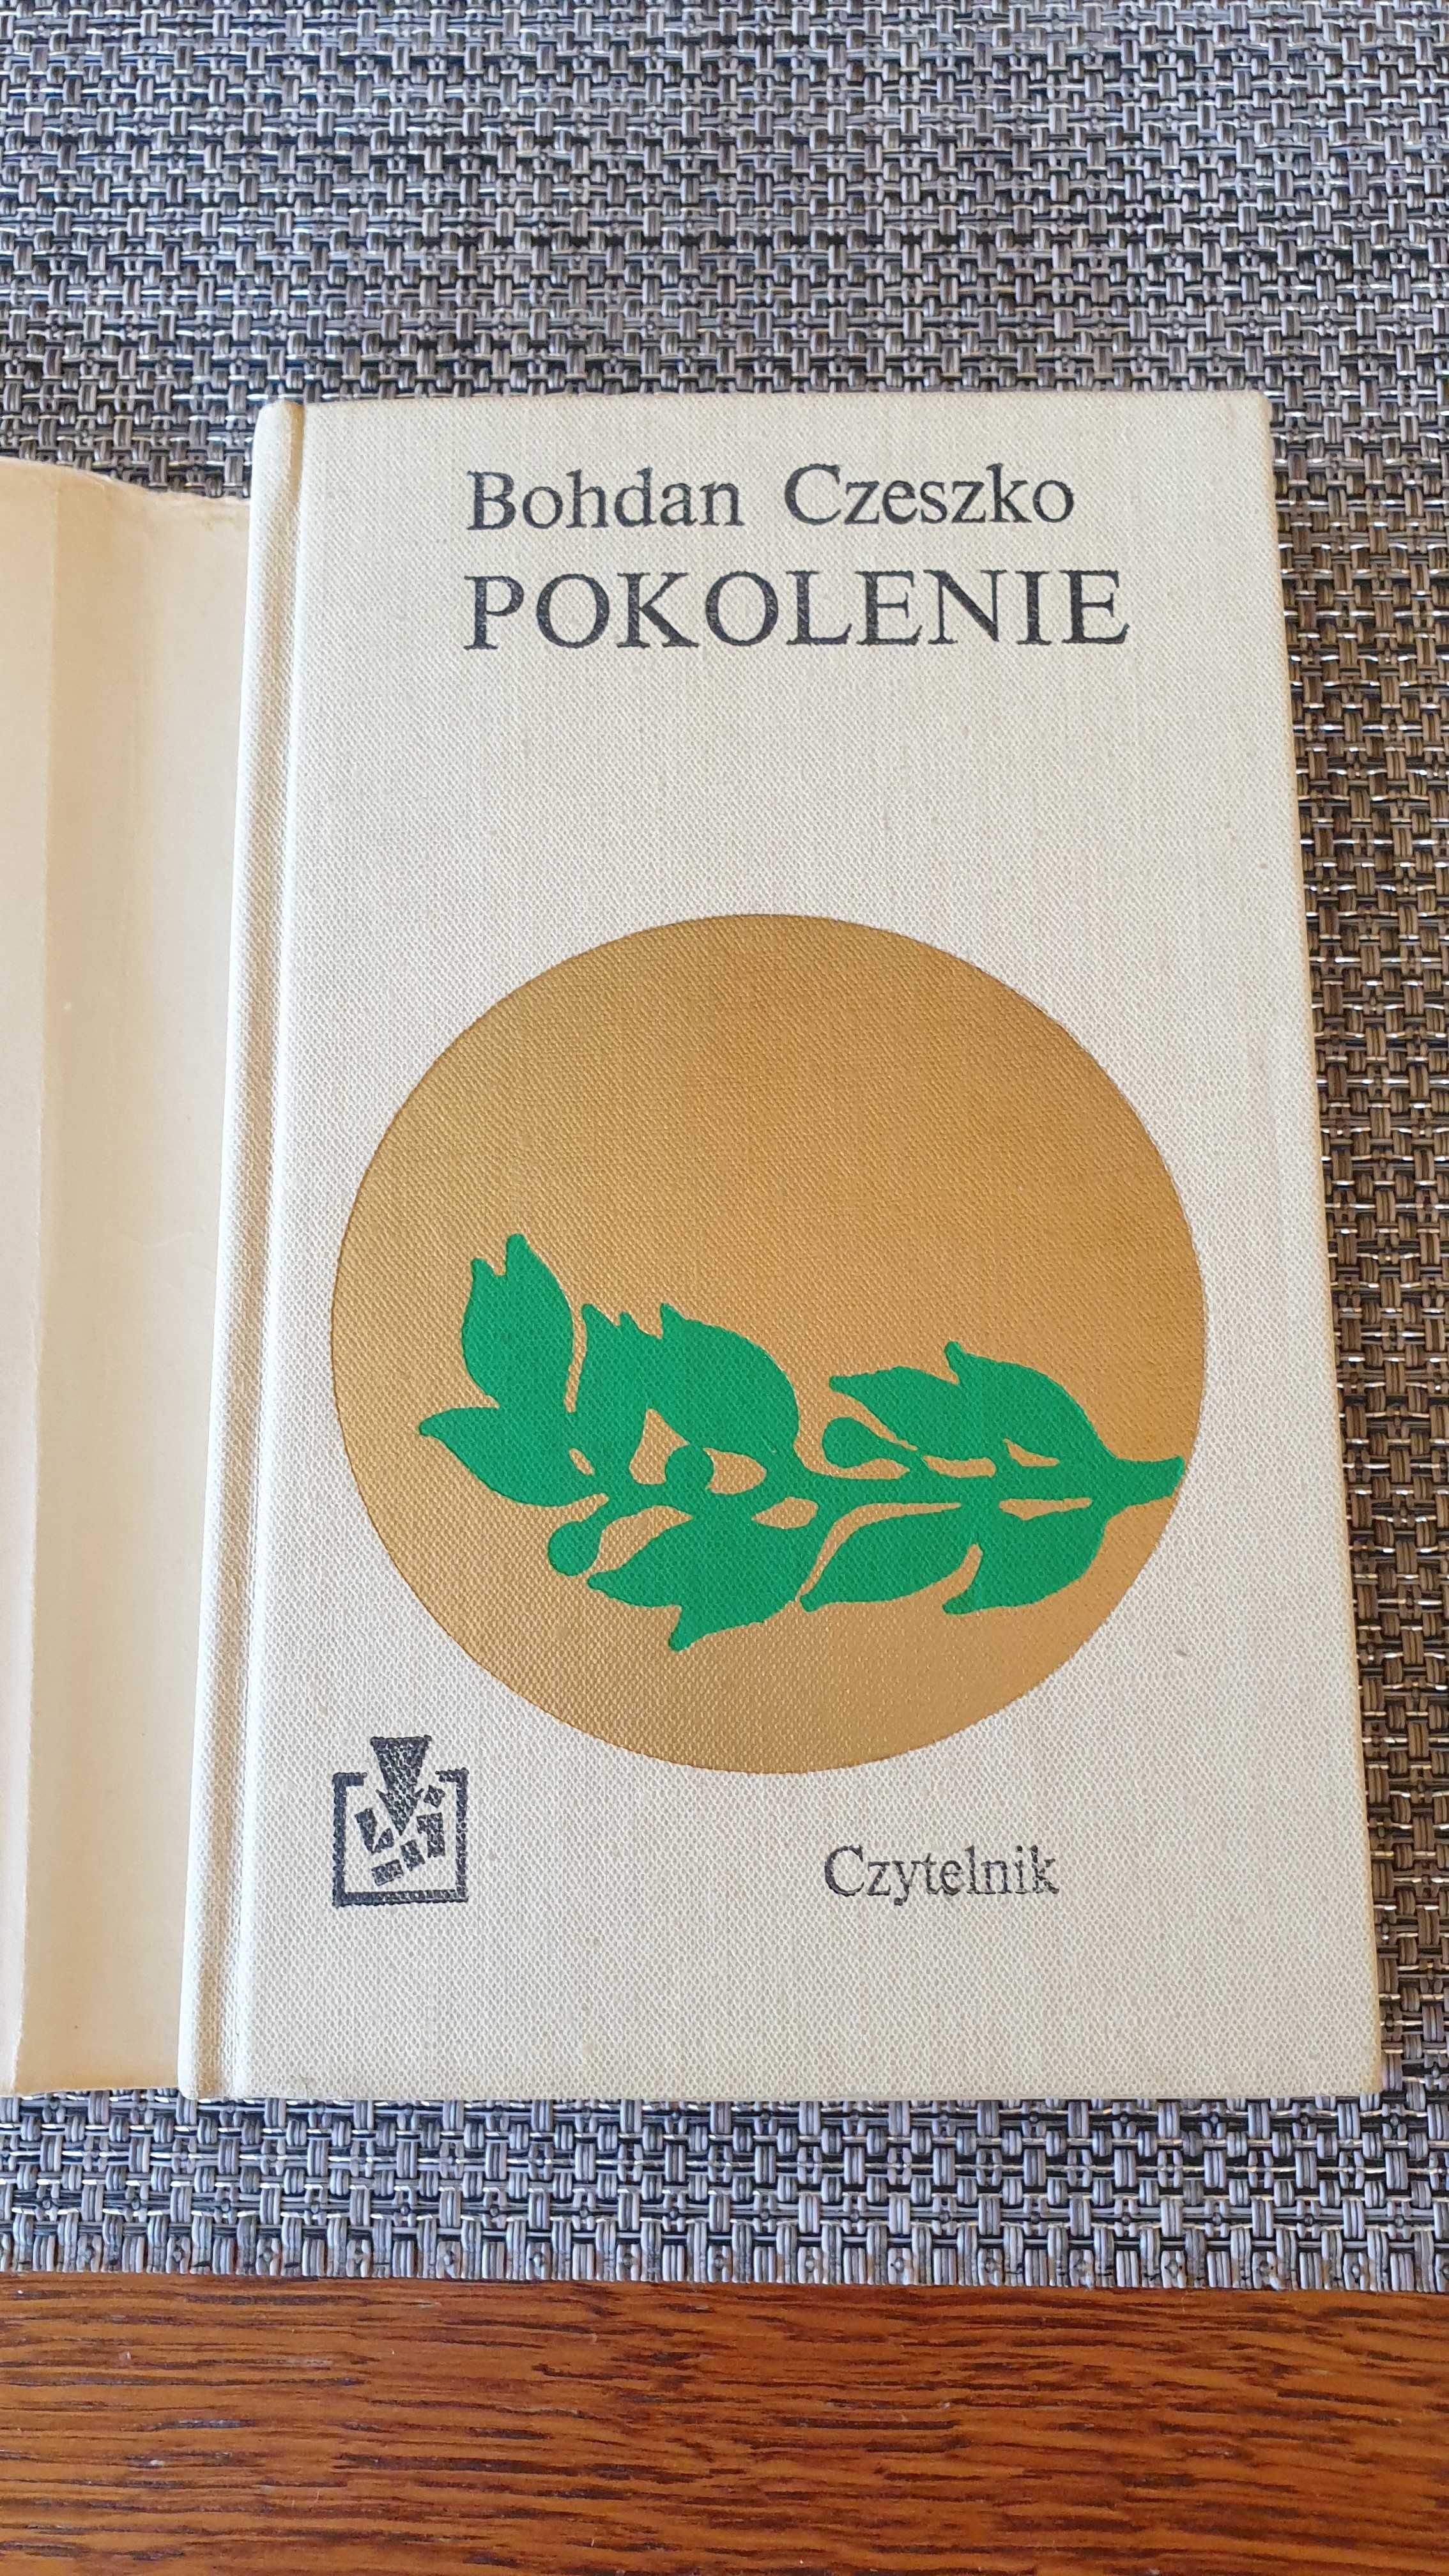 Bohdan Czeszko
POKOLENIE
Czytelnik